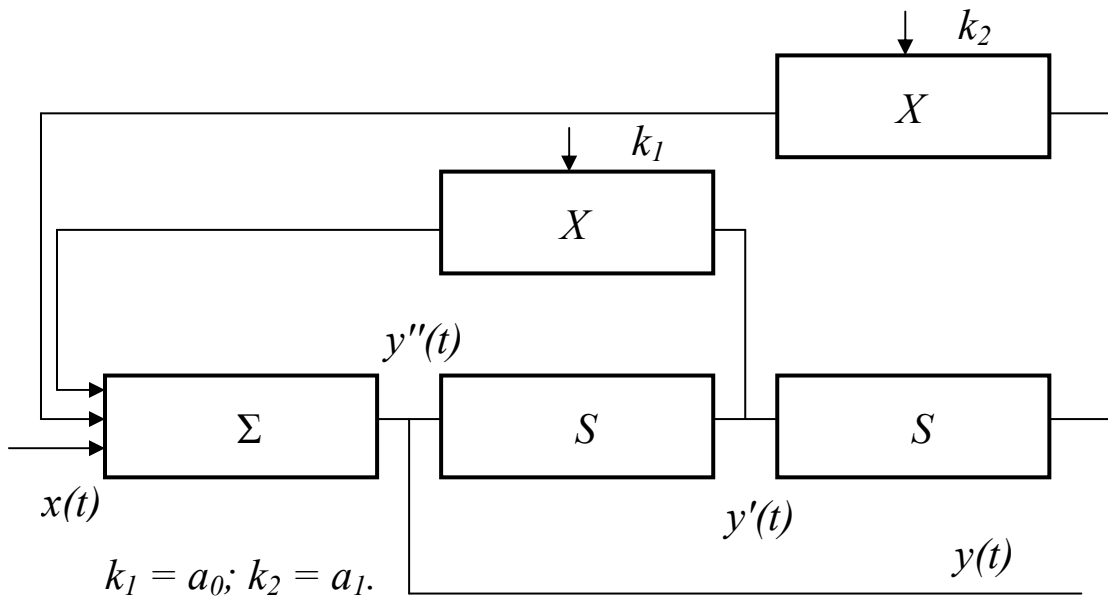 k2
X
k1
X
y''(t)
Σ
S
S
x(t)
y'(t)
y(t)
k1 = a0; k2 = a1.